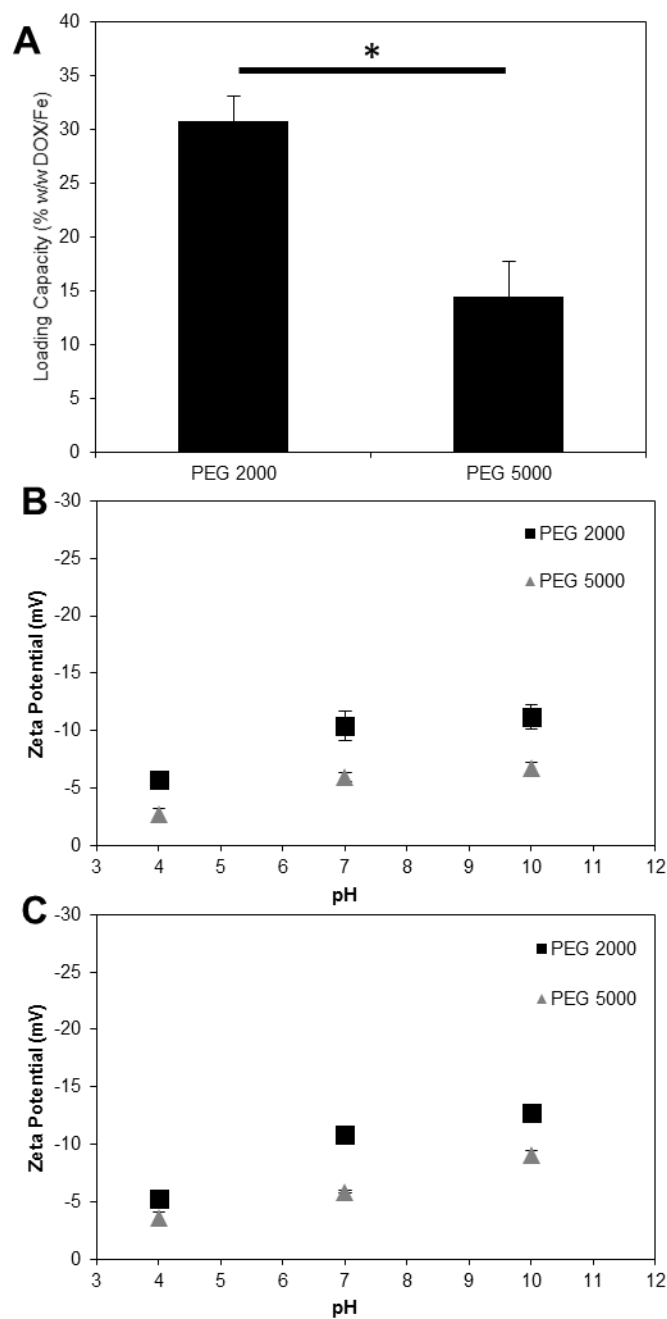 A
*
40
35
30
25
20
15
10
5
0
Loading Capacity (% w/w DOX/Fe)
PEG 2000 PEG 5000
B
-30
-25
-20
-15
-10
-5
0
Zeta Potential (mV)
PEG 2000
PEG 5000
3 4 5 6 7 8 9 10 11 12
pH
C
-30
-25
-20
-15
-10
-5
0
Zeta Potential (mV)
PEG 2000
PEG 5000
3 4 5 6 7 8 9 10 11 12
pH